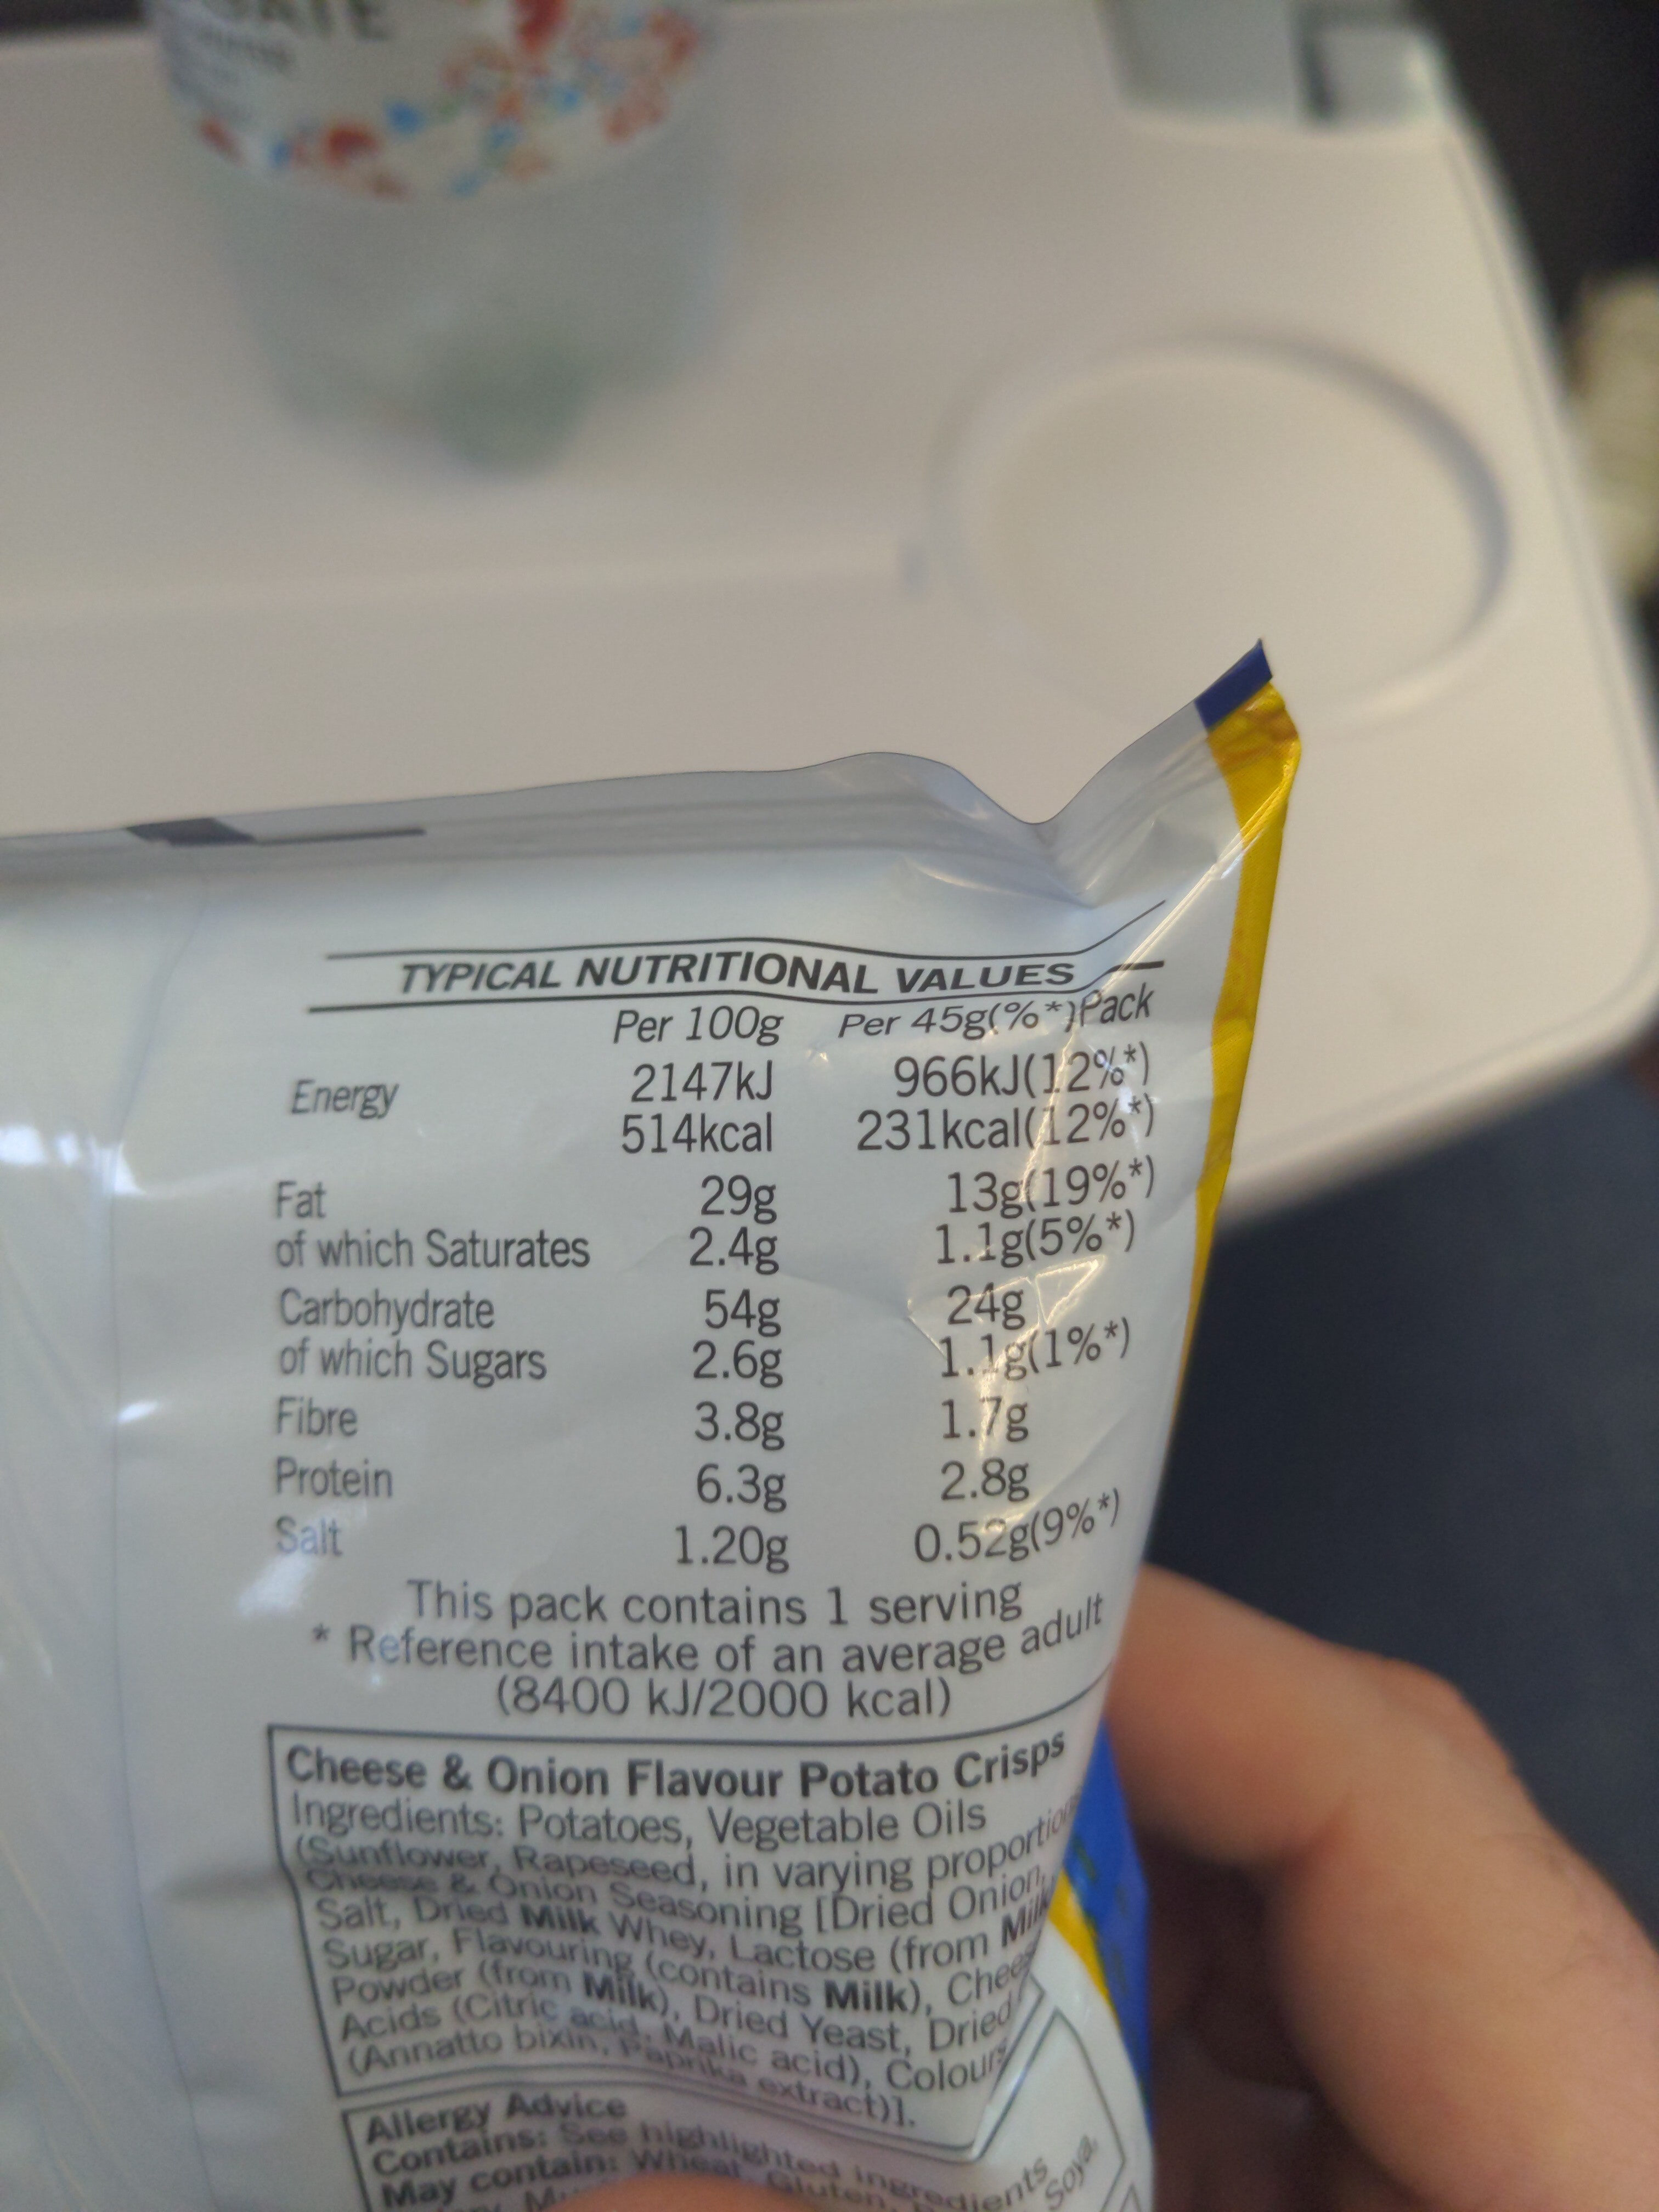 TYPICAL NUTRITIONAL VALUES
Per 100g Per 45g(%*)Pack
Energy 2147kJ 966kJ(12%*)
514kcal 231kcal(12%*)
Fat 29g 13g(19%*)
of which Saturates 2.4g 1.1g(5%*)
Carbohydrate 54g 24g
of which Sugars 2.6g 1.1g(1%*)
Fibre 3.8g 1.7g
Protein 6.3g 2.8g
Salt 1.20g 0.52g(9%*)
This pack contains 1 serving
* Reference intake of an average adult
(8400 kJ/2000 kcal)
Cheese & Onion Flavour Potato Crisps
Ingredients: Potatoes, Vegetable Oils
(Sunflower, Rapeseed, in varying proportion
Cheese & Onion Seasoning [Dried Onion,
Salt, Dried Milk Whey, Lactose (from Milk
Sugar, Flavouring (contains Milk), Chee
Powder (from Milk), Dried Yeast, Dried
Acids (Citric acid, Malic acid), Colours
(Annatto bixin, Paprika extract)].
Allergy Advice
Contains: See highlighted ingredients
May contain: Wheat, Gluten, Soya,